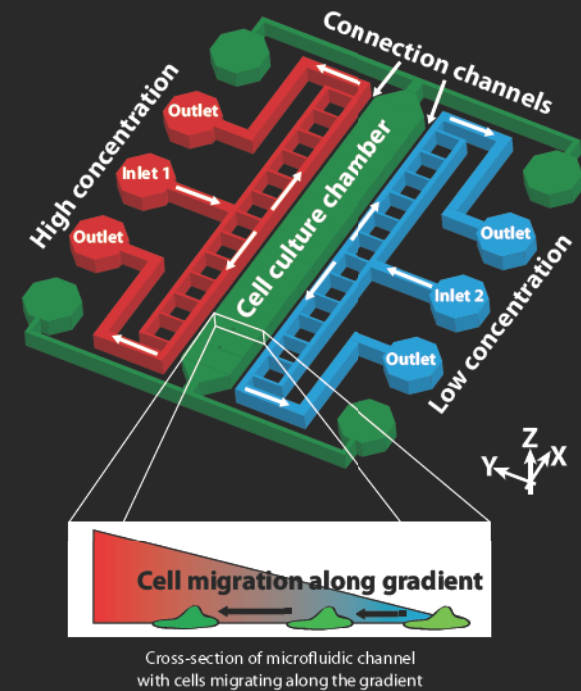 Connection channels
High concentration
Outlet
Inlet 1
Outlet
Cell culture chamber
Outlet
Inlet 2
Outlet
Low concentration
Z
Y
X
Cell migration along gradient
Cross-section of microfluidic channel
with cells migrating along the gradient